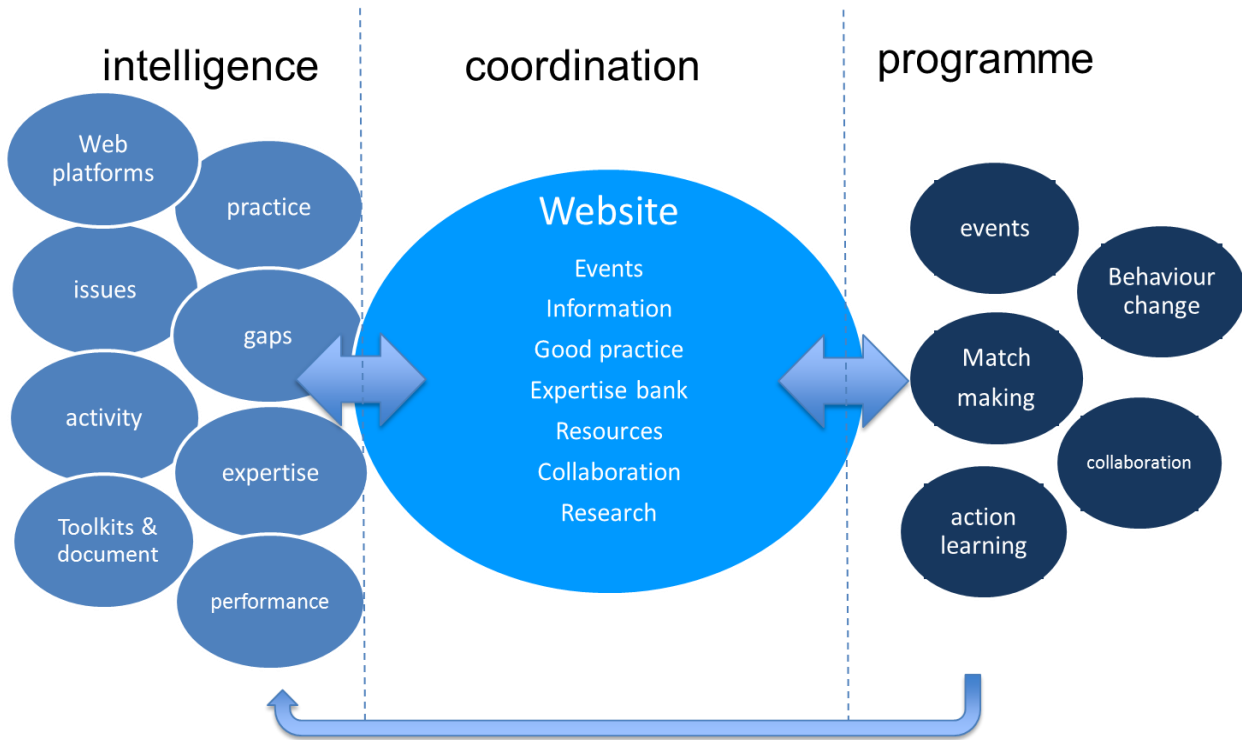 intelligence
coordination
programme
Web
platforms
practice
issues
gaps
activity
expertise
Toolkits &
document
performance
Website
Events
Information
Good practice
Expertise bank
Resources
Collaboration
Research
events
Behaviour
change
Match
making
collaboration
action
learning